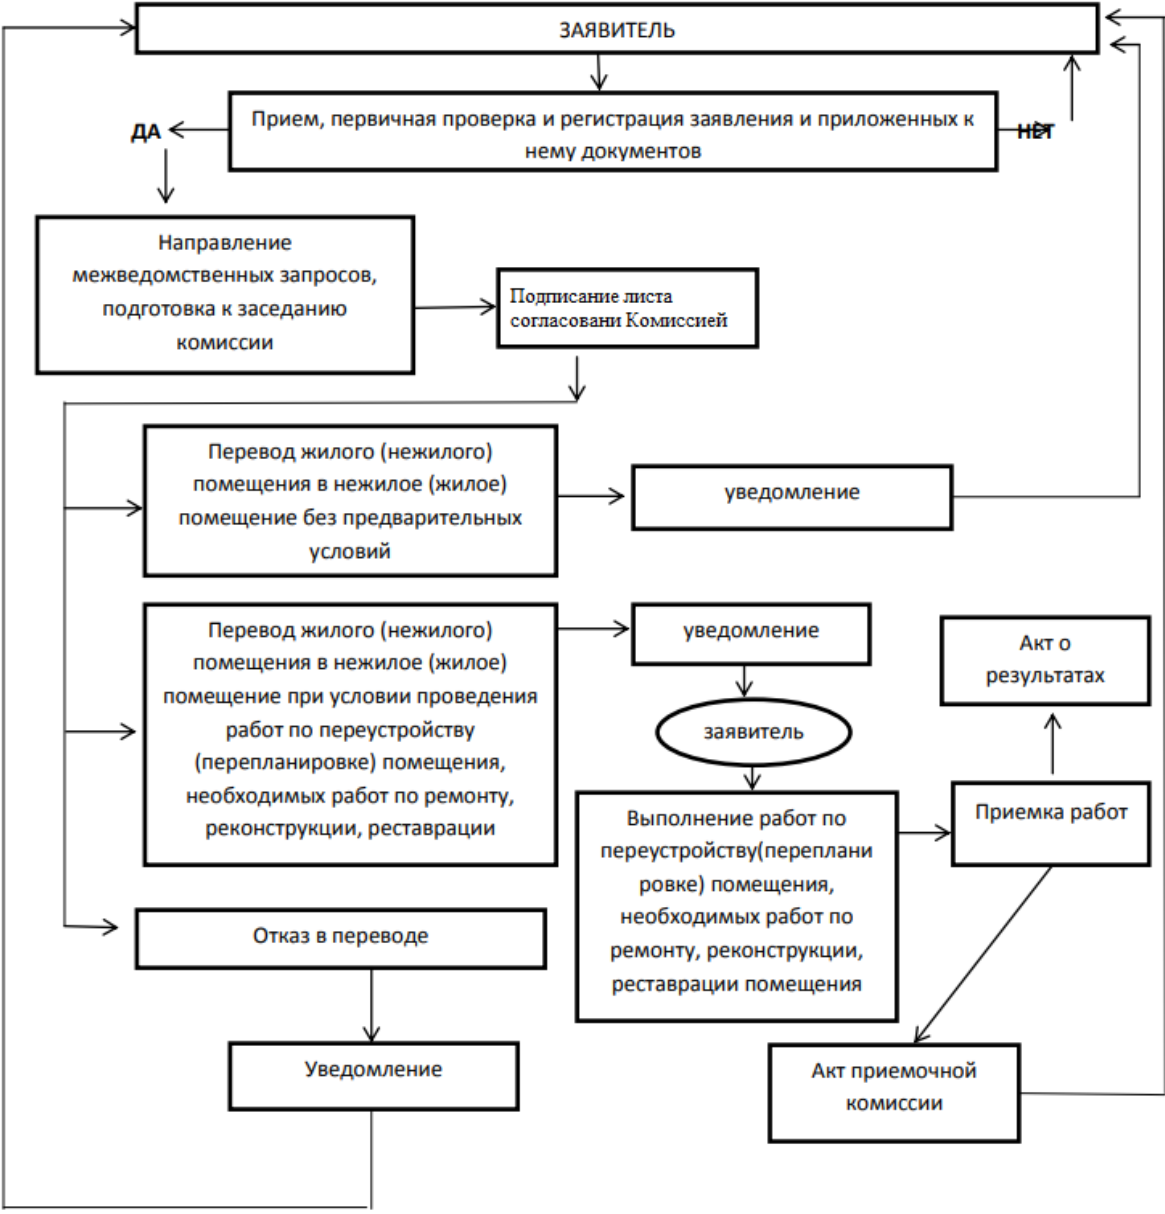 ЗАЯВИТЕЛЬ
Прием, первичная проверка и регистрация заявления и приложенных к
нему документов
ДА
НЕТ
Направление
межведомственных запросов,
подготовка к заседанию
комиссии
Подписание листа
согласовани Комиссией
Перевод жилого (нежилого)
помещения в нежилое (жилое)
помещение без предварительных
условий
уведомление
Перевод жилого (нежилого)
помещения в нежилое (жилое)
помещение при условии проведения
работ по переустройству
(перепланировке) помещения,
необходимых работ по ремонту,
реконструкции, реставрации
уведомление
заявитель
Выполнение работ по
переустройству(переплани
ровке) помещения,
необходимых работ по
ремонту, реконструкции,
реставрации помещения
Акт о
результатах
Приемка работ
Отказ в переводе
Уведомление
Акт приемочной
комиссии